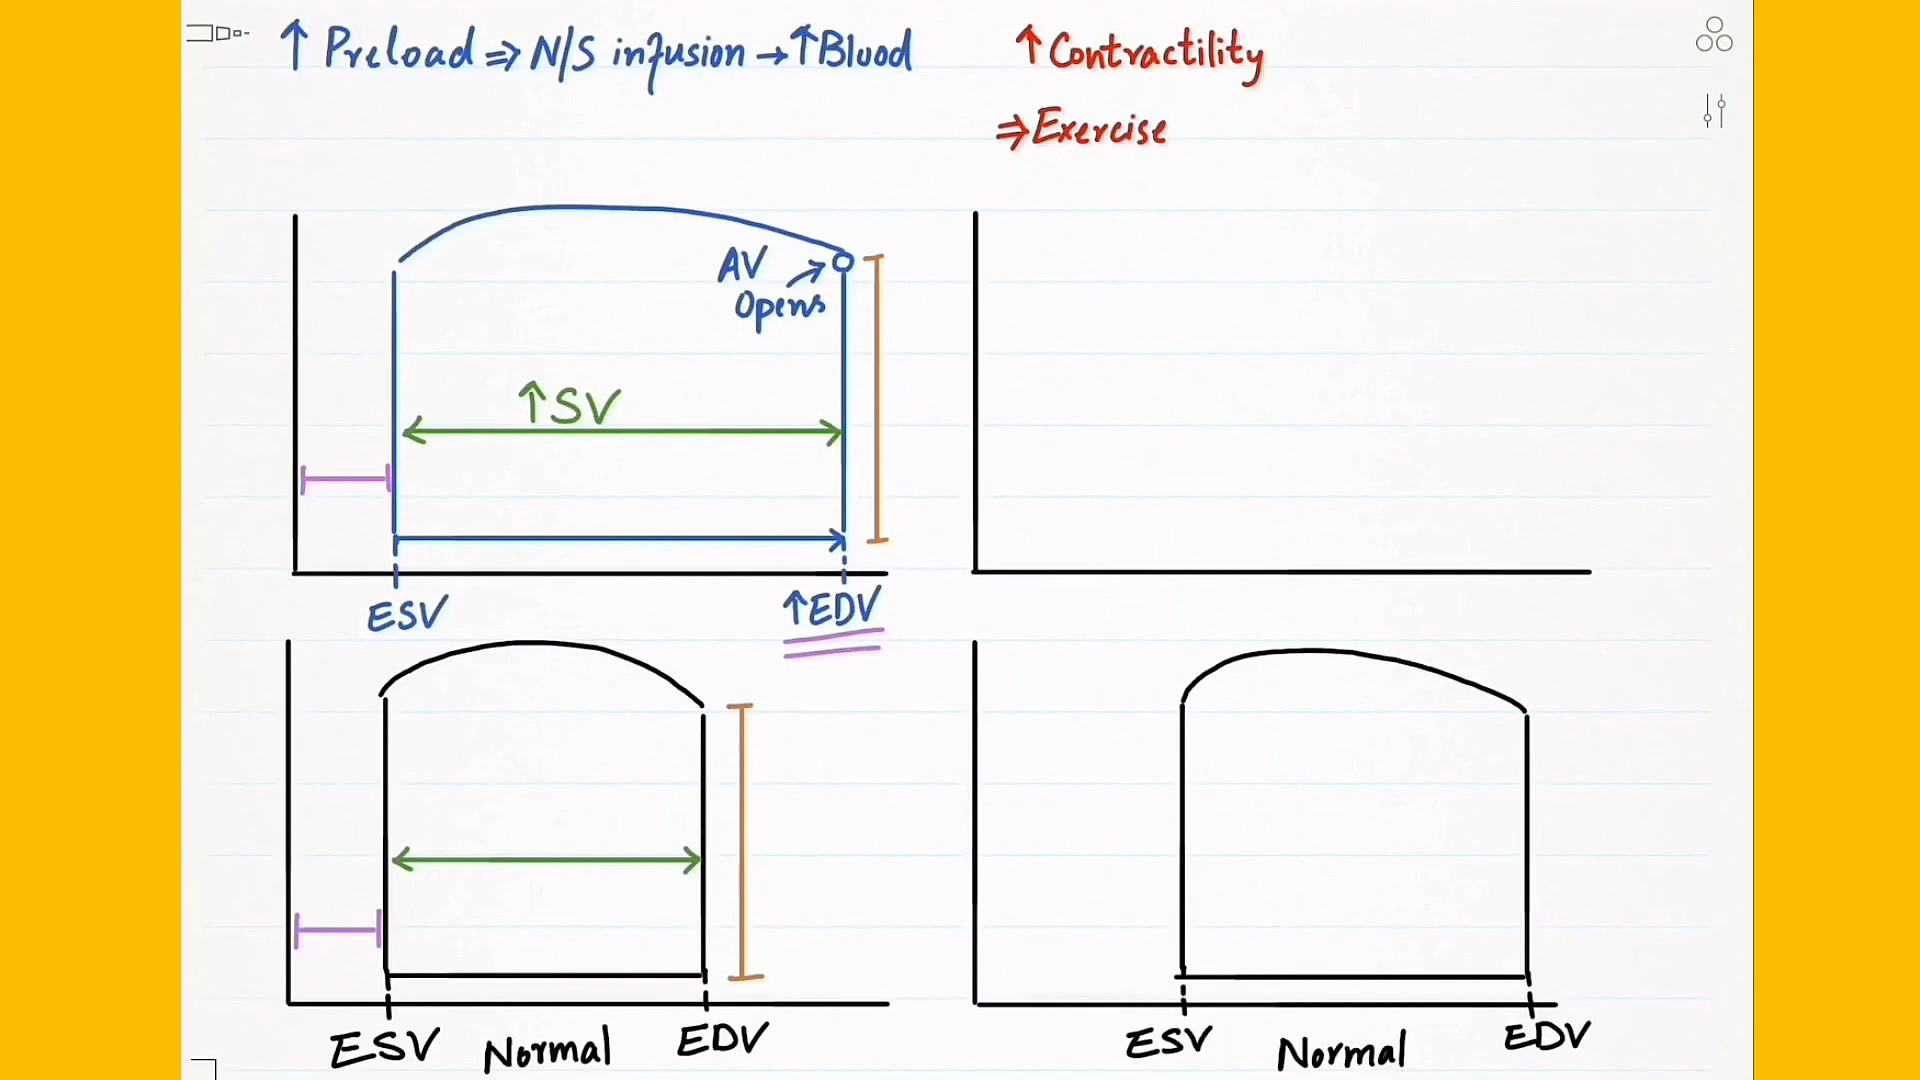 ↑ Preload ⇒ N/S infusion → ↑Blood
↑ Contractility
⇒ Exercise
AV
Opens
↑SV
ESV
↑EDV
ESV Normal EDV
ESV Normal EDV